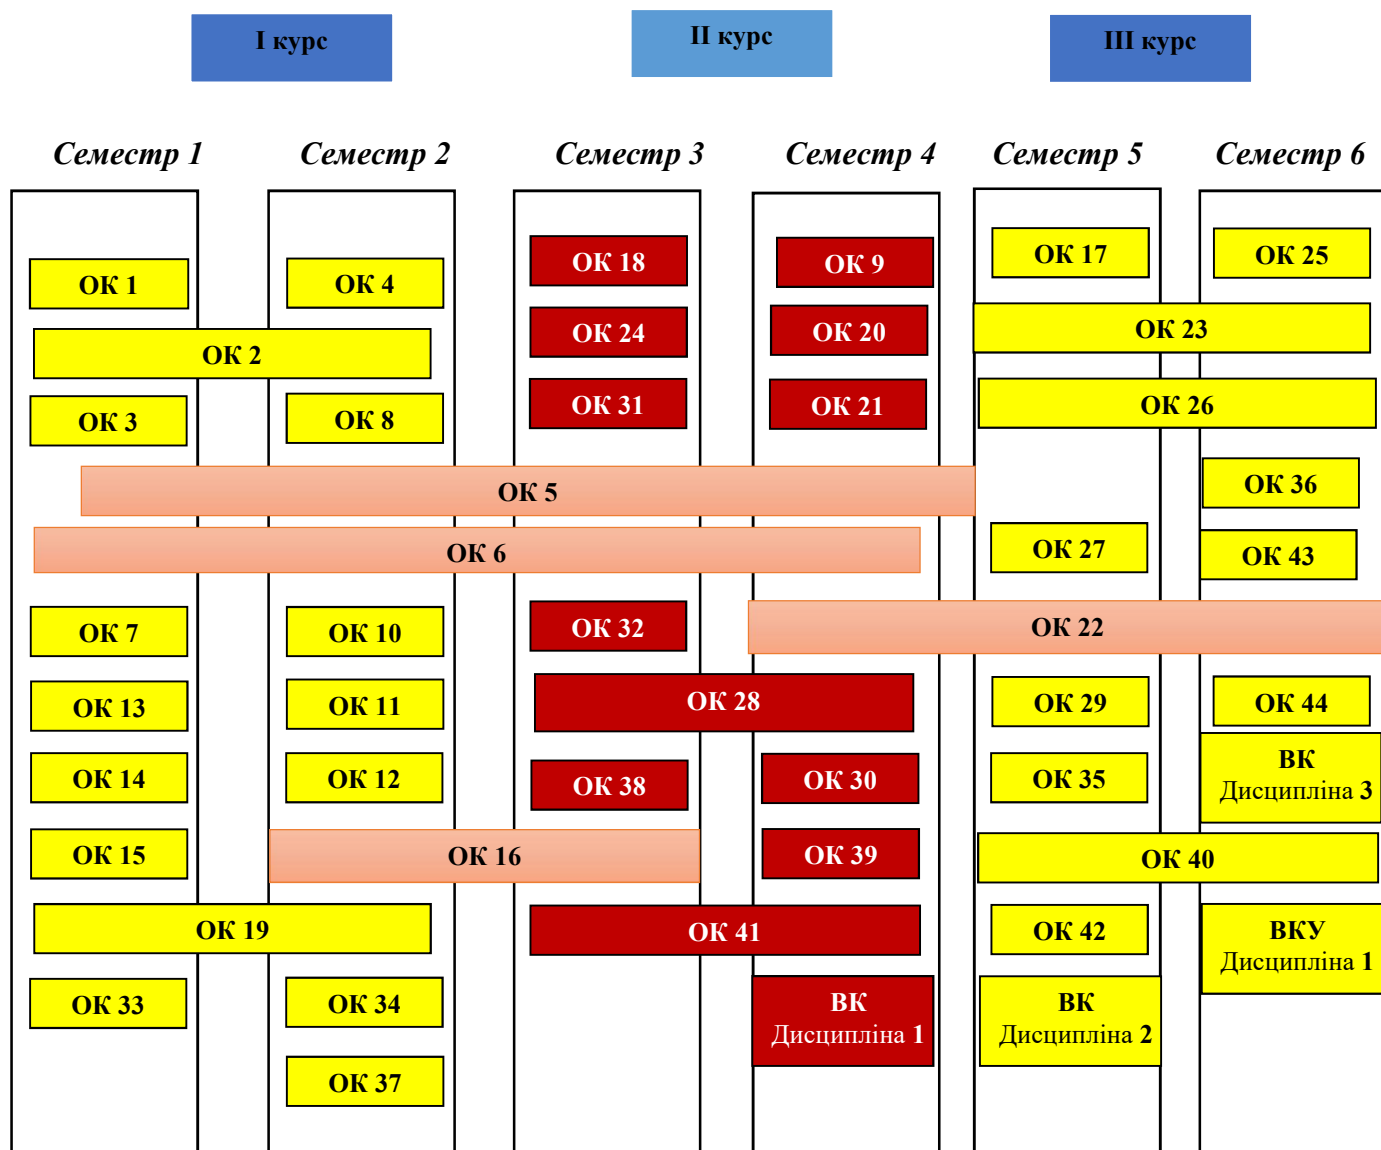 І курс
ІІ курс
ІІІ курс
Семестр 1
Семестр 2
Семестр 3
Семестр 4
Семестр 5
Семестр 6
ОК 1
ОК 4
ОК 18
ОК 9
ОК 17
ОК 25
ОК 2
ОК 24
ОК 20
ОК 23
ОК 3
ОК 8
ОК 31
ОК 21
ОК 26
ОК 5
ОК 36
ОК 6
ОК 27
ОК 43
ОК 7
ОК 10
ОК 32
ОК 22
ОК 13
ОК 11
ОК 28
ОК 29
ОК 44
ОК 14
ОК 12
ОК 38
ОК 30
ОК 35
ВК
Дисципліна 3
ОК 15
ОК 16
ОК 39
ОК 40
ОК 19
ОК 41
ОК 42
ВКУ
Дисципліна 1
ОК 33
ОК 34
ВК
Дисципліна 1
ВК
Дисципліна 2
ОК 37